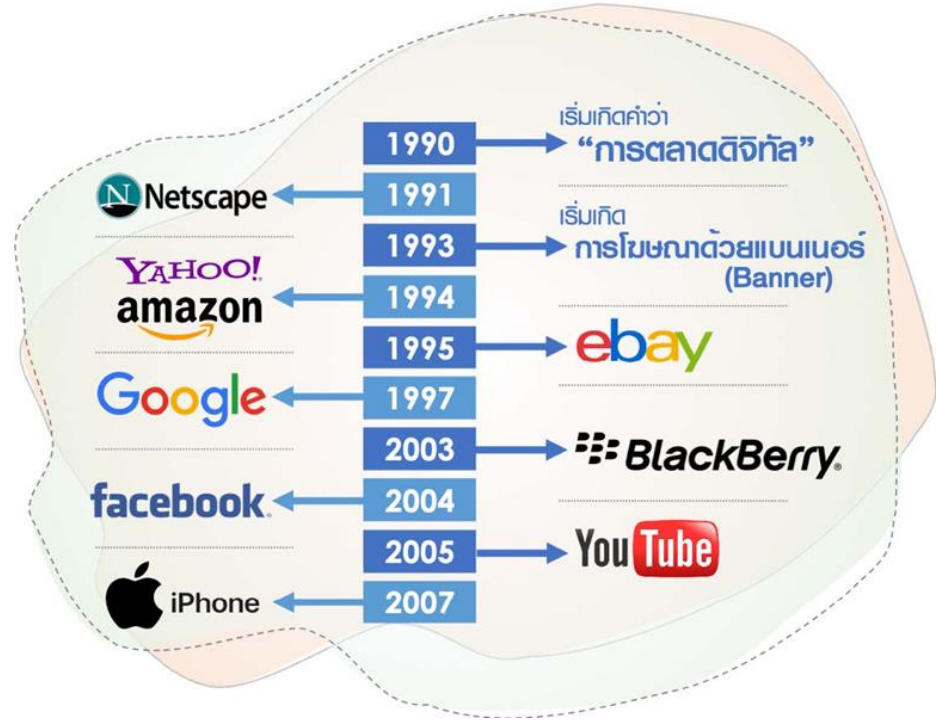 1990
เริ่มเกิดคำว่า
“การตลาดดิจิทัล”
Netscape
1991
1993
เริ่มเกิด
การโฆษณาด้วยแบนเนอร์
(Banner)
YAHOO!
amazon
1994
1995
ebay
Google
1997
2003
BlackBerry
facebook
2004
2005
YouTube
iPhone
2007